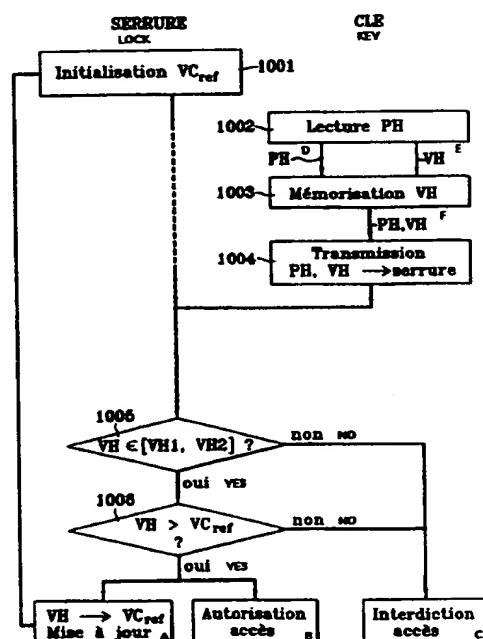 SERRURE
LOCK
CLE
KEY
Initialisation VCref
1001
1002
Lecture PH
PH D
VH E
1003
Mémorisation VH
PH,VH F
1004
Transmission
PH, VH → serrure
1005
VH ∈ [VH1, VH2] ?
non NO
oui YES
1006
VH > VCref
?
non NO
oui YES
VH → VCref
Mise à jour A
Autorisation
accès B
Interdiction
accès C